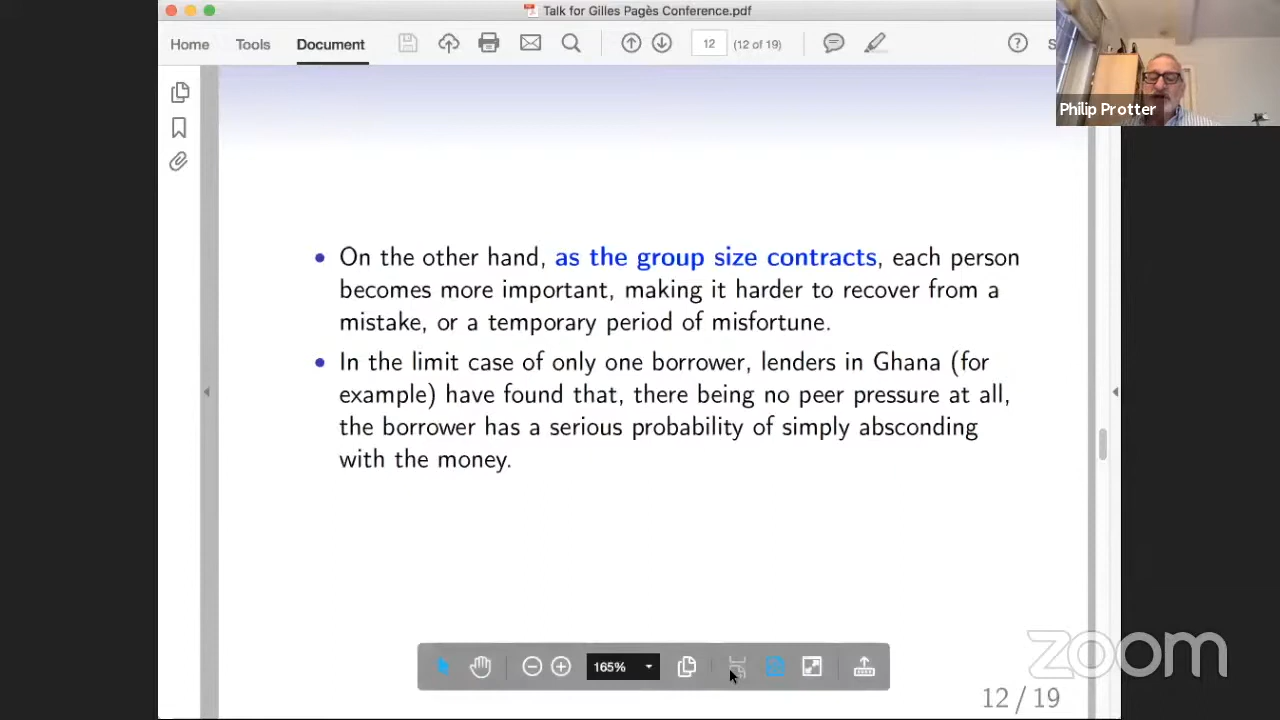 Talk for Gilles Pagès Conference.pdf
Home Tools Document 12 (12 of 19) S
Philip Protter
• On the other hand, as the group size contracts, each person
becomes more important, making it harder to recover from a
mistake, or a temporary period of misfortune.
• In the limit case of only one borrower, lenders in Ghana (for
example) have found that, there being no peer pressure at all,
the borrower has a serious probability of simply absconding
with the money.
165%
zoom
12 / 19